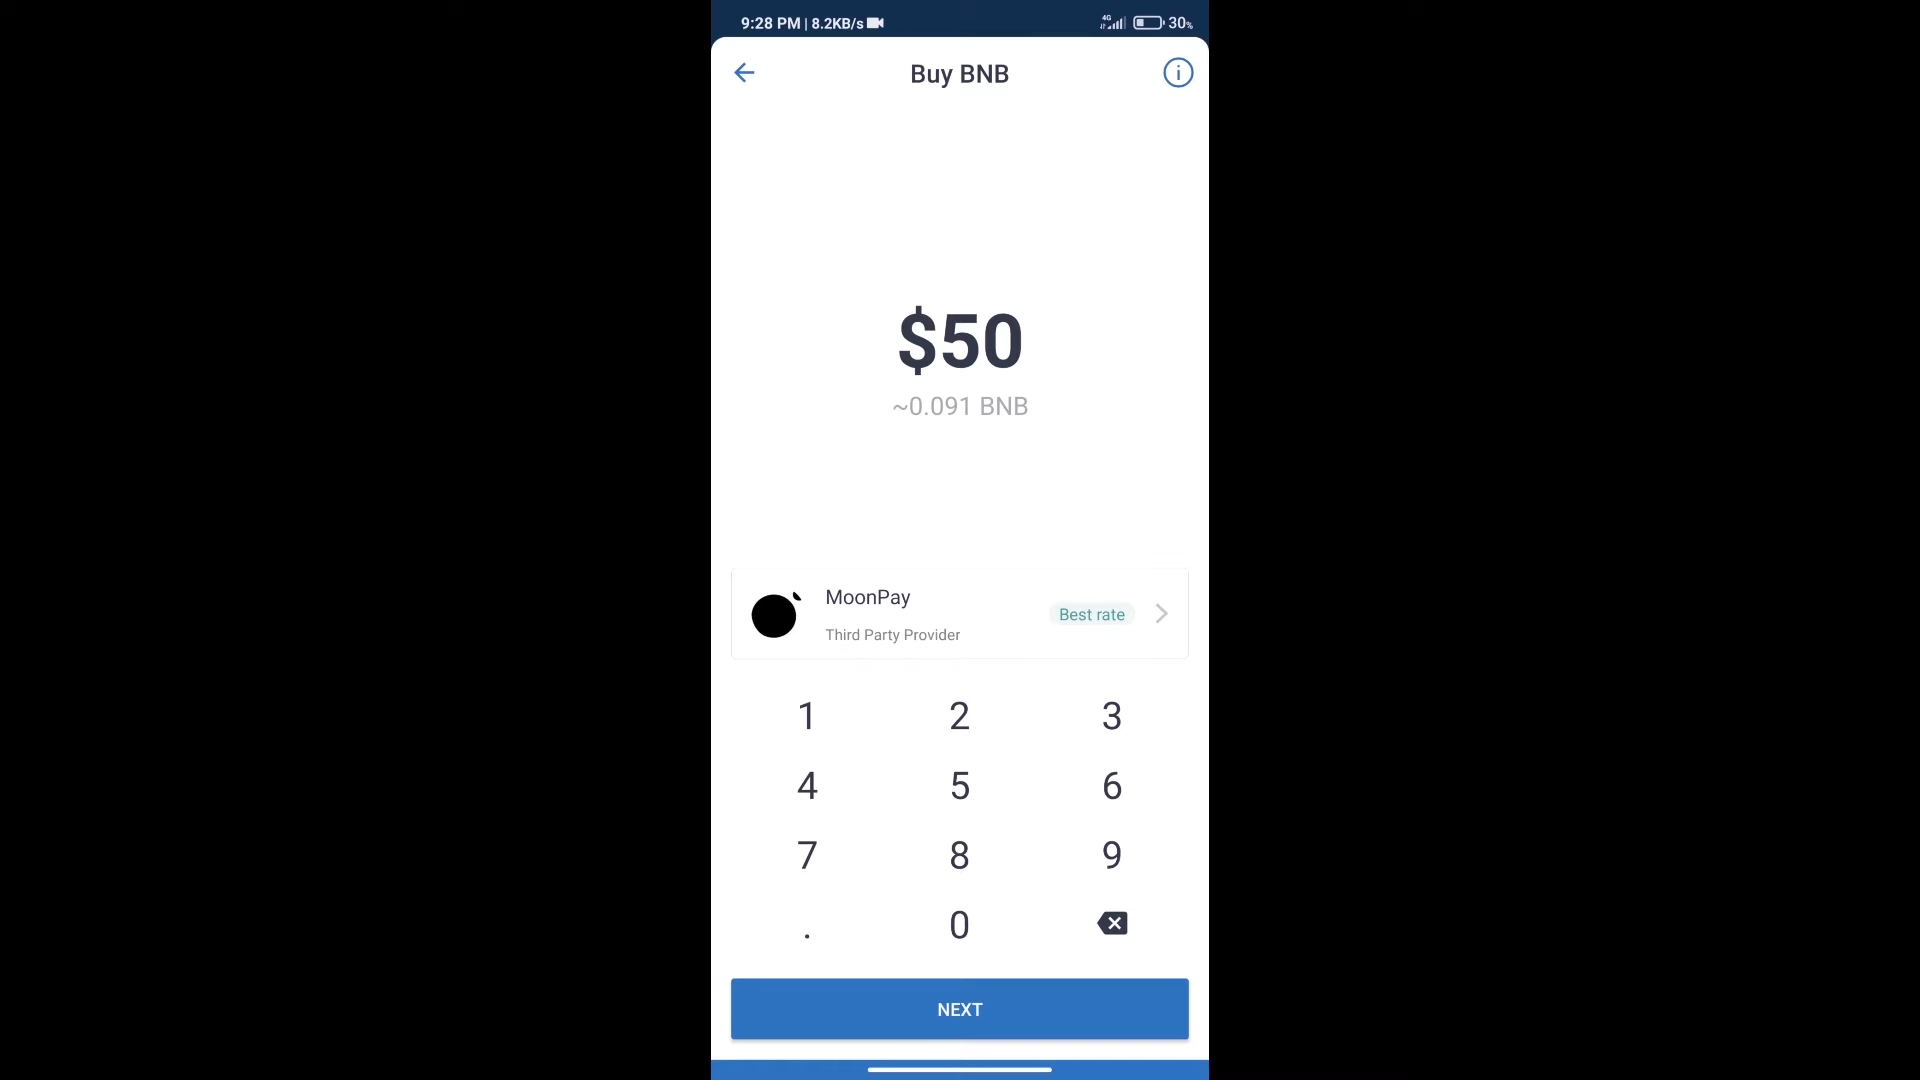 9:28 PM | 8.2KB/s 4G 30%
Buy BNB
$50
~0.091 BNB
MoonPay
Best rate
Third Party Provider
1 2 3
4 5 6
7 8 9
. 0
NEXT